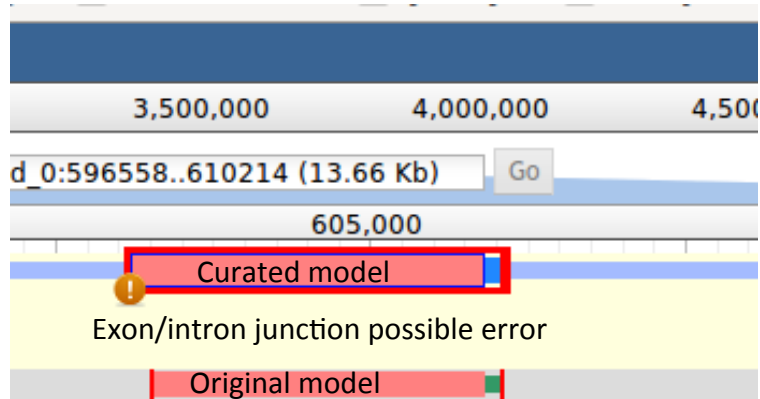 3,500,000 4,000,000 4,500
d_0:596558..610214 (13.66 Kb) Go
605,000
Curated model
!
Exon/intron junction possible error
Original model